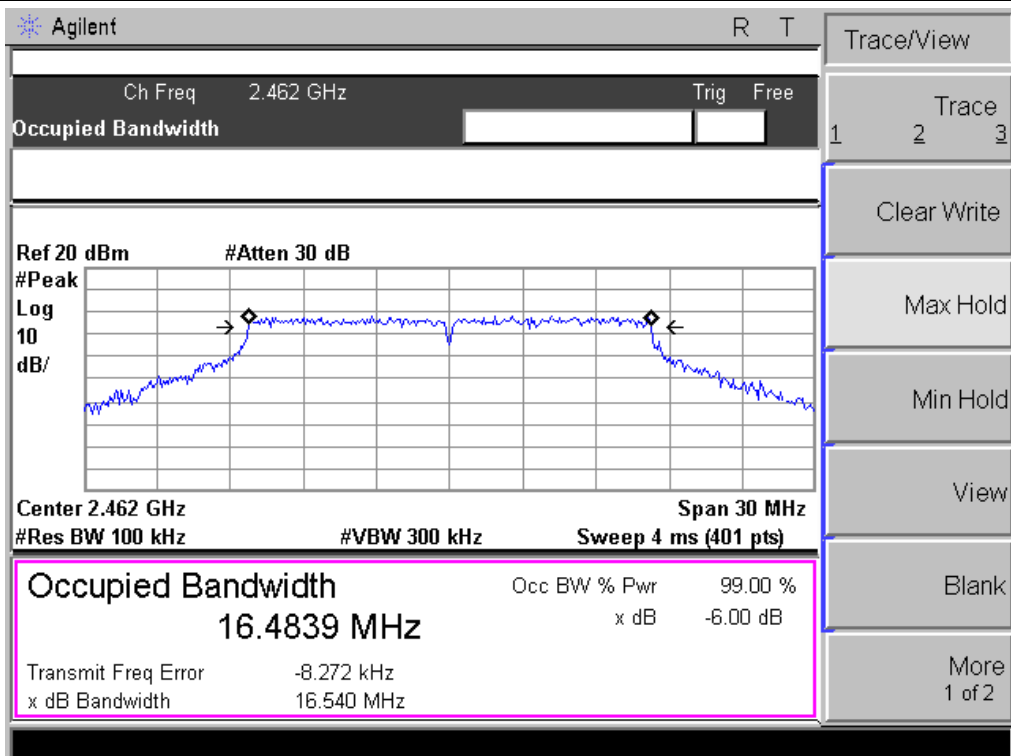 Agilent R T
Trace/View
Ch Freq 2.462 GHz Trig Free
Occupied Bandwidth
Trace
1 2 3
Clear Write
Max Hold
Min Hold
View
Blank
More
1 of 2
Ref 20 dBm #Atten 30 dB
#Peak
Log
10
dB/
Center 2.462 GHz Span 30 MHz
#Res BW 100 kHz #VBW 300 kHz Sweep 4 ms (401 pts)
Occupied Bandwidth Occ BW % Pwr 99.00 %
16.4839 MHz x dB -6.00 dB
Transmit Freq Error -8.272 kHz
x dB Bandwidth 16.540 MHz